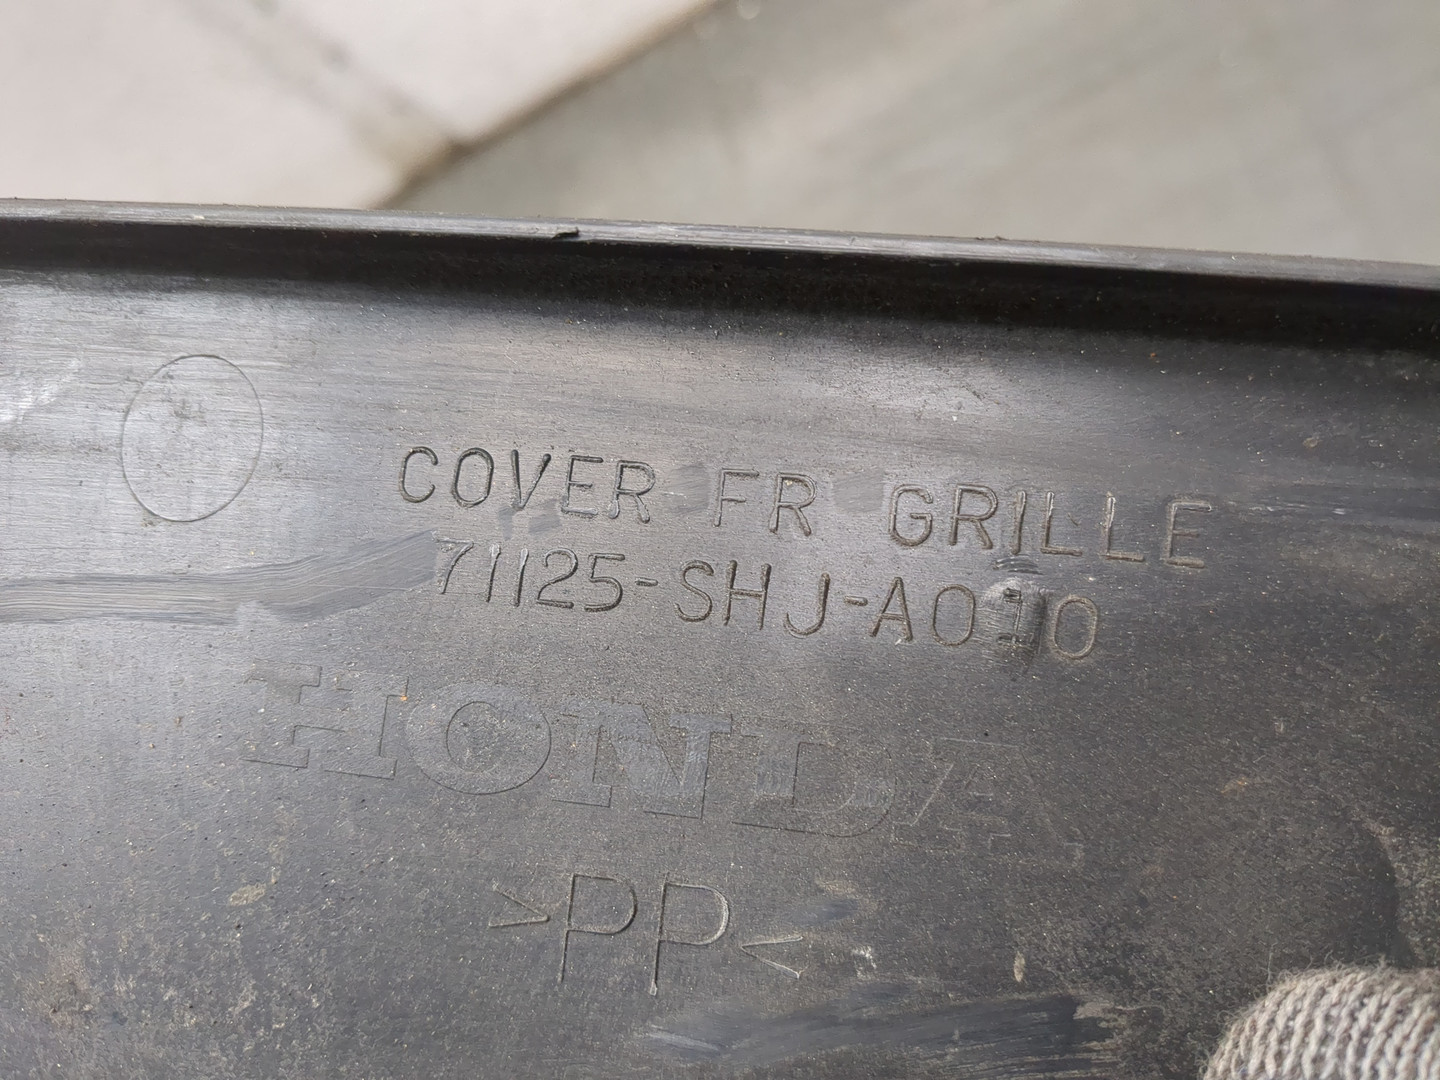 COVER FR GRILLE
71125-SHJ-A010
HONDA
>PP<